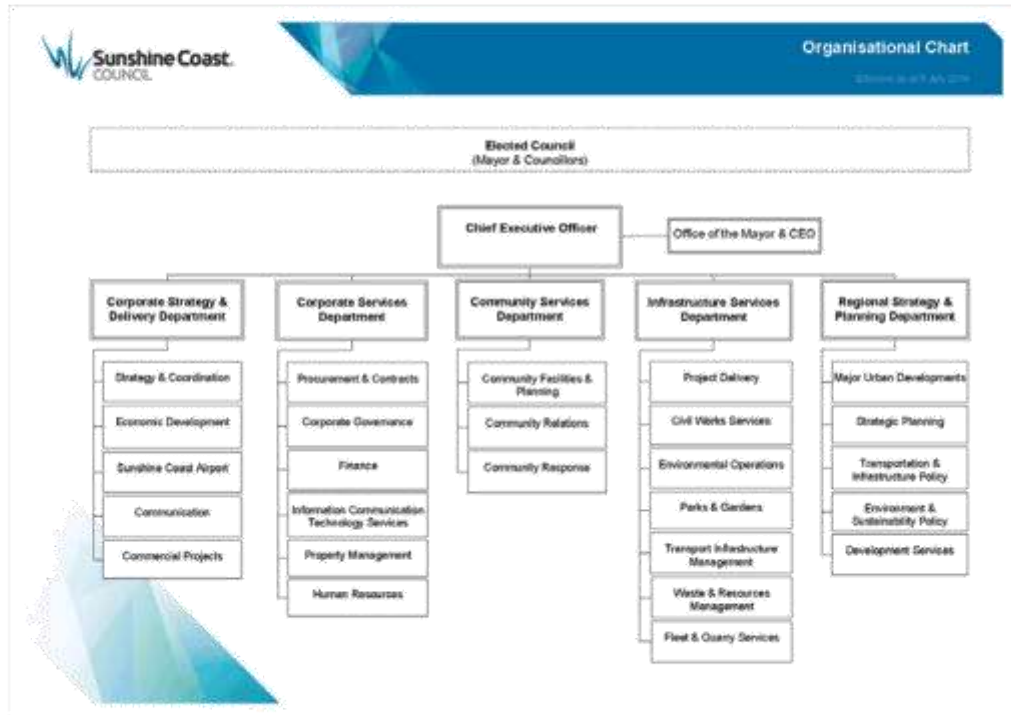 Sunshine Coast.
COUNCIL
Organisational Chart
Elected Council
(Mayor & Councillors)
Chief Executive Officer
Office of the Mayor & CEO
Corporate Strategy &
Delivery Department
Strategy & Coordination
Economic Development
Sunshine Coast Airport
Communication
Commercial Projects
Corporate Services
Department
Procurement & Contracts
Corporate Governance
Finance
Information Communication
Technology Services
Property Management
Human Resources
Community Services
Department
Community Facilities &
Planning
Community Relations
Community Response
Infrastructure Services
Department
Project Delivery
Civil Works Services
Environmental Operations
Parks & Gardens
Transport Infrastructure
Management
Waste & Resources
Management
Fleet & Quarry Services
Regional Strategy &
Planning Department
Major Urban Developments
Strategic Planning
Transportation &
Infrastructure Policy
Environment &
Sustainability Policy
Development Services